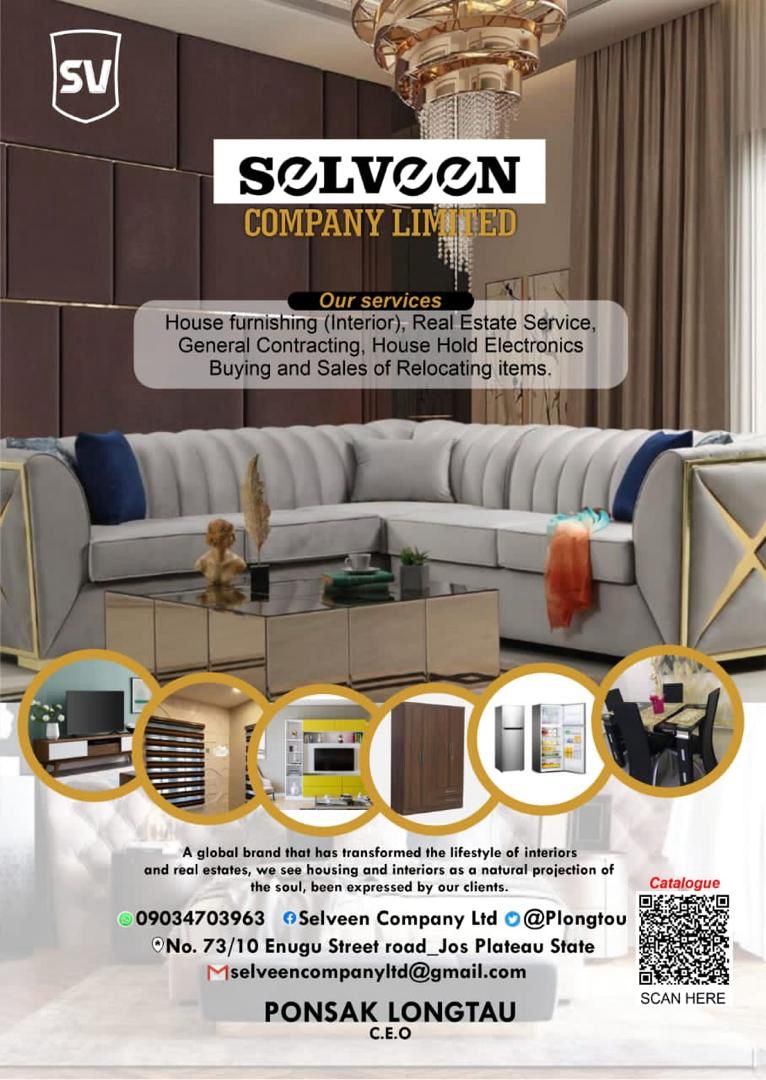 SV
SELVEEN
COMPANY LIMITED
Our services
House furnishing (Interior), Real Estate Service,
General Contracting, House Hold Electronics
Buying and Sales of Relocating items.
A global brand that has transformed the lifestyle of interiors
and real estates, we see housing and interiors as a natural projection of
the soul, been expressed by our clients.
09034703963 Selveen Company Ltd @Plongtou
No. 73/10 Enugu Street road_Jos Plateau State
selveencompanyltd@gmail.com
PONSAK LONGTAU
C.E.O
Catalogue
SCAN HERE